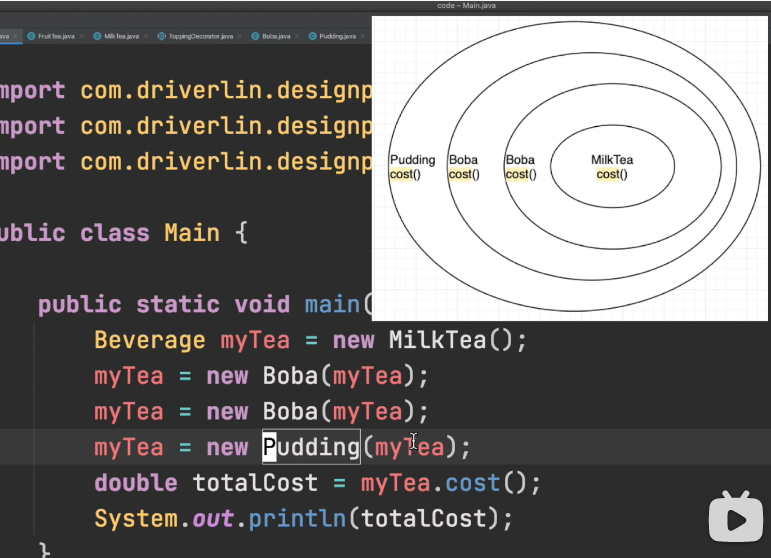 code – Main.java
ava
FruitTea.java
MilkTea.java
ToppingDecorator.java
Boba.java
Pudding.java
mport com.driverlin.designp
mport com.driverlin.designp
mport com.driverlin.designp
Pudding
cost()
Boba
cost()
Boba
cost()
MilkTea
cost()
ublic class Main {
public static void main(
Beverage myTea = new MilkTea();
myTea = new Boba(myTea);
myTea = new Boba(myTea);
myTea = new Pudding(myTea);
double totalCost = myTea.cost();
System.out.println(totalCost);
}